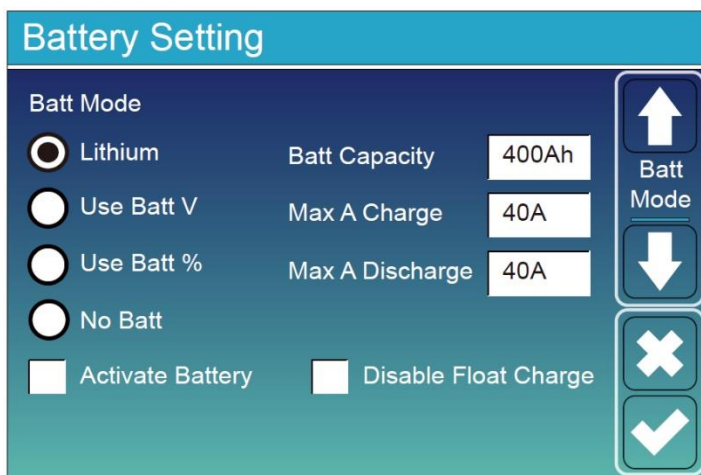 Battery Setting
Batt Mode
Lithium
Use Batt V
Use Batt %
No Batt
Batt Capacity 400Ah
Max A Charge 40A
Max A Discharge 40A
Activate Battery
Disable Float Charge
Batt
Mode